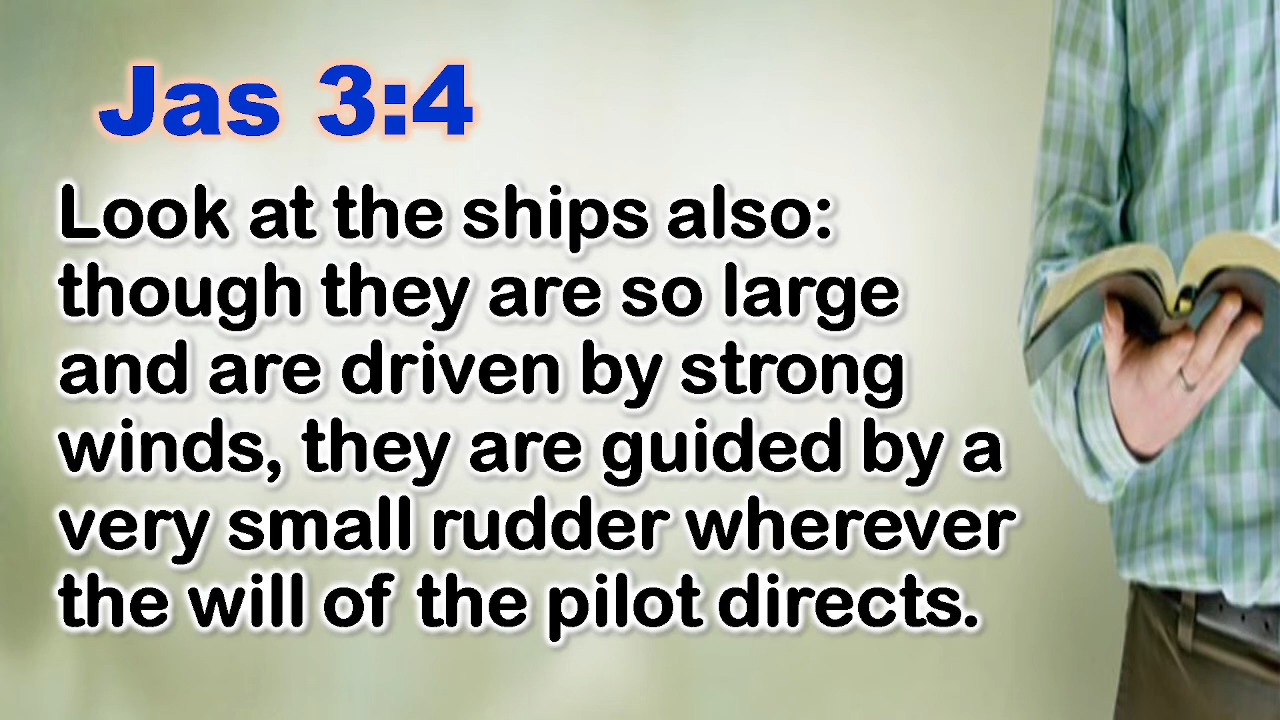 Jas 3:4
Look at the ships also:
though they are so large
and are driven by strong
winds, they are guided by a
very small rudder wherever
the will of the pilot directs.